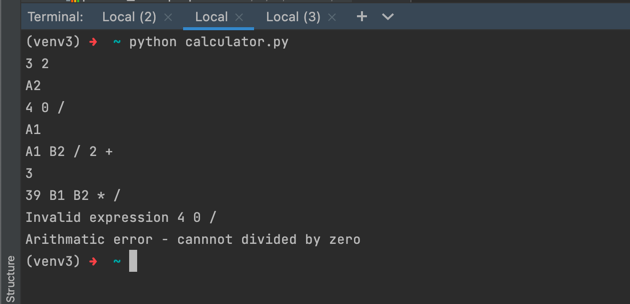 Terminal: Local (2) × Local × Local (3) × +
(venv3) → ~ python calculator.py
3 2
A2
4 0 /
A1
A1 B2 / 2 +
3
39 B1 B2 * /
Invalid expression 4 0 /
Arithmatic error - cannnot divided by zero
(venv3) → ~
Structure